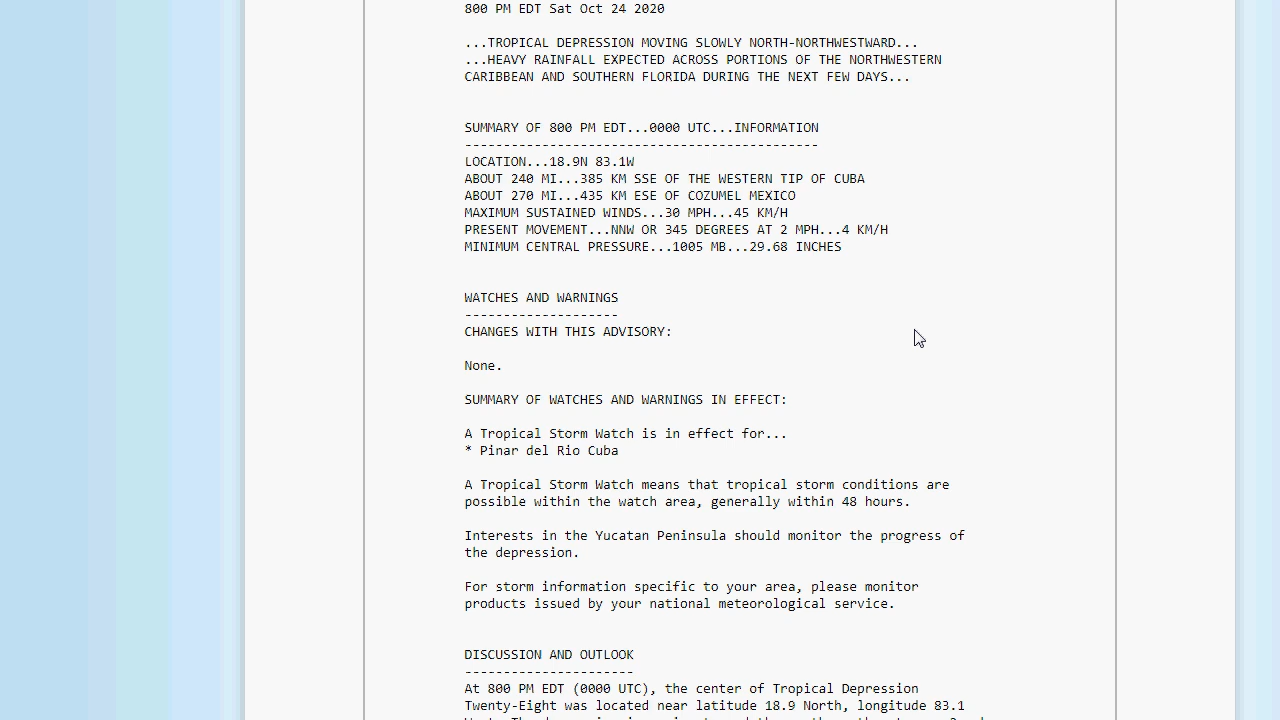 800 PM EDT Sat Oct 24 2020
...TROPICAL DEPRESSION MOVING SLOWLY NORTH-NORTHWESTWARD...
...HEAVY RAINFALL EXPECTED ACROSS PORTIONS OF THE NORTHWESTERN
CARIBBEAN AND SOUTHERN FLORIDA DURING THE NEXT FEW DAYS...
SUMMARY OF 800 PM EDT...0000 UTC...INFORMATION
----------------------------------------------
LOCATION...18.9N 83.1W
ABOUT 240 MI...385 KM SSE OF THE WESTERN TIP OF CUBA
ABOUT 270 MI...435 KM ESE OF COZUMEL MEXICO
MAXIMUM SUSTAINED WINDS...30 MPH...45 KM/H
PRESENT MOVEMENT...NNW OR 345 DEGREES AT 2 MPH...4 KM/H
MINIMUM CENTRAL PRESSURE...1005 MB...29.68 INCHES
WATCHES AND WARNINGS
--------------------
CHANGES WITH THIS ADVISORY:
None.
SUMMARY OF WATCHES AND WARNINGS IN EFFECT:
A Tropical Storm Watch is in effect for...
* Pinar del Rio Cuba
A Tropical Storm Watch means that tropical storm conditions are
possible within the watch area, generally within 48 hours.
Interests in the Yucatan Peninsula should monitor the progress of
the depression.
For storm information specific to your area, please monitor
products issued by your national meteorological service.
DISCUSSION AND OUTLOOK
----------------------
At 800 PM EDT (0000 UTC), the center of Tropical Depression
Twenty-Eight was located near latitude 18.9 North, longitude 83.1